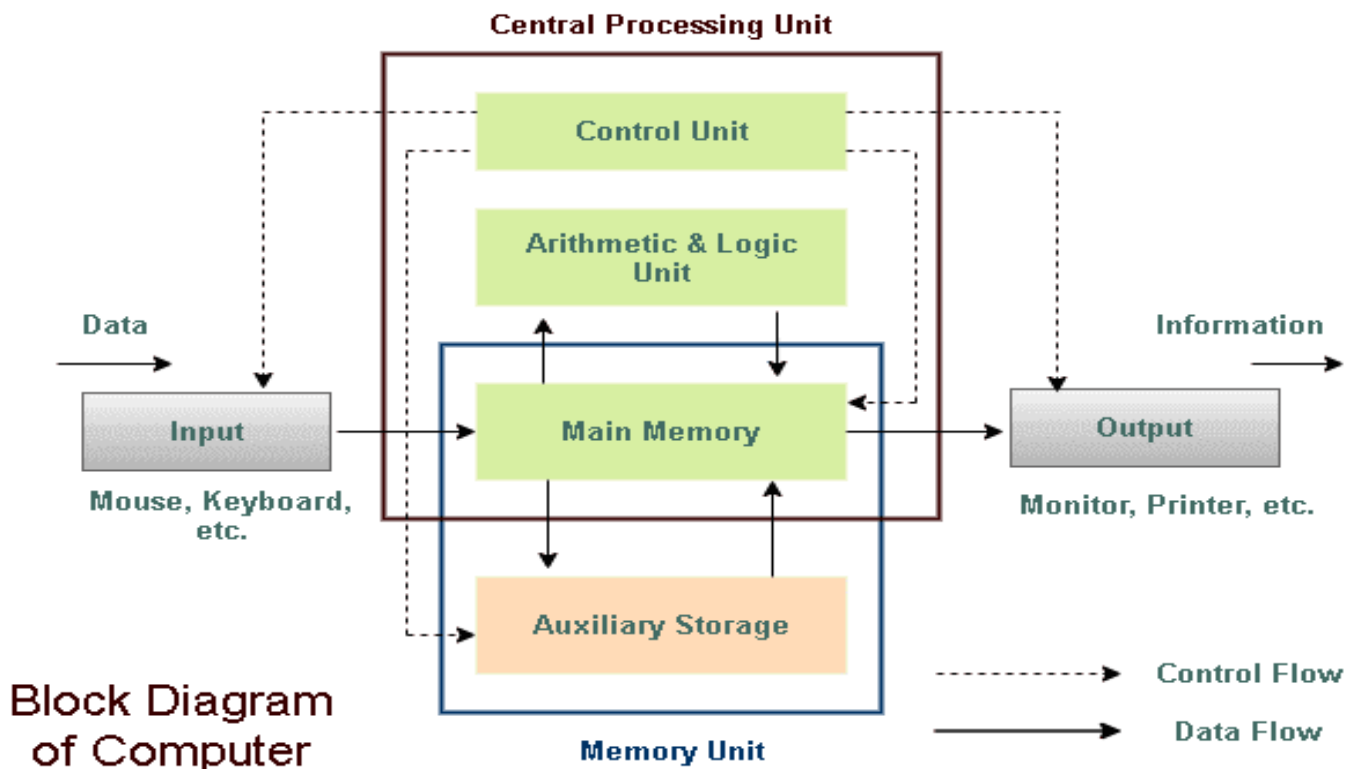 Central Processing Unit
Control Unit
Arithmetic & Logic
Unit
Data
Information
Input
Main Memory
Output
Mouse, Keyboard,
etc.
Monitor, Printer, etc.
Auxiliary Storage
Control Flow
Data Flow
Block Diagram
of Computer
Memory Unit